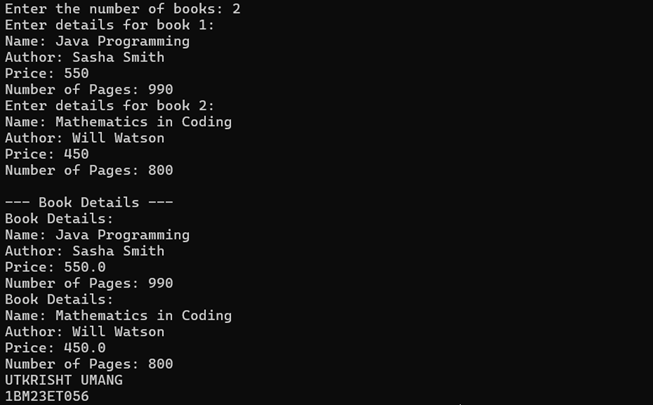 Enter the number of books: 2
Enter details for book 1:
Name: Java Programming
Author: Sasha Smith
Price: 550
Number of Pages: 990
Enter details for book 2:
Name: Mathematics in Coding
Author: Will Watson
Price: 450
Number of Pages: 800

--- Book Details ---
Book Details:
Name: Java Programming
Author: Sasha Smith
Price: 550.0
Number of Pages: 990
Book Details:
Name: Mathematics in Coding
Author: Will Watson
Price: 450.0
Number of Pages: 800
UTKRISHT UMANG
1BM23ET056